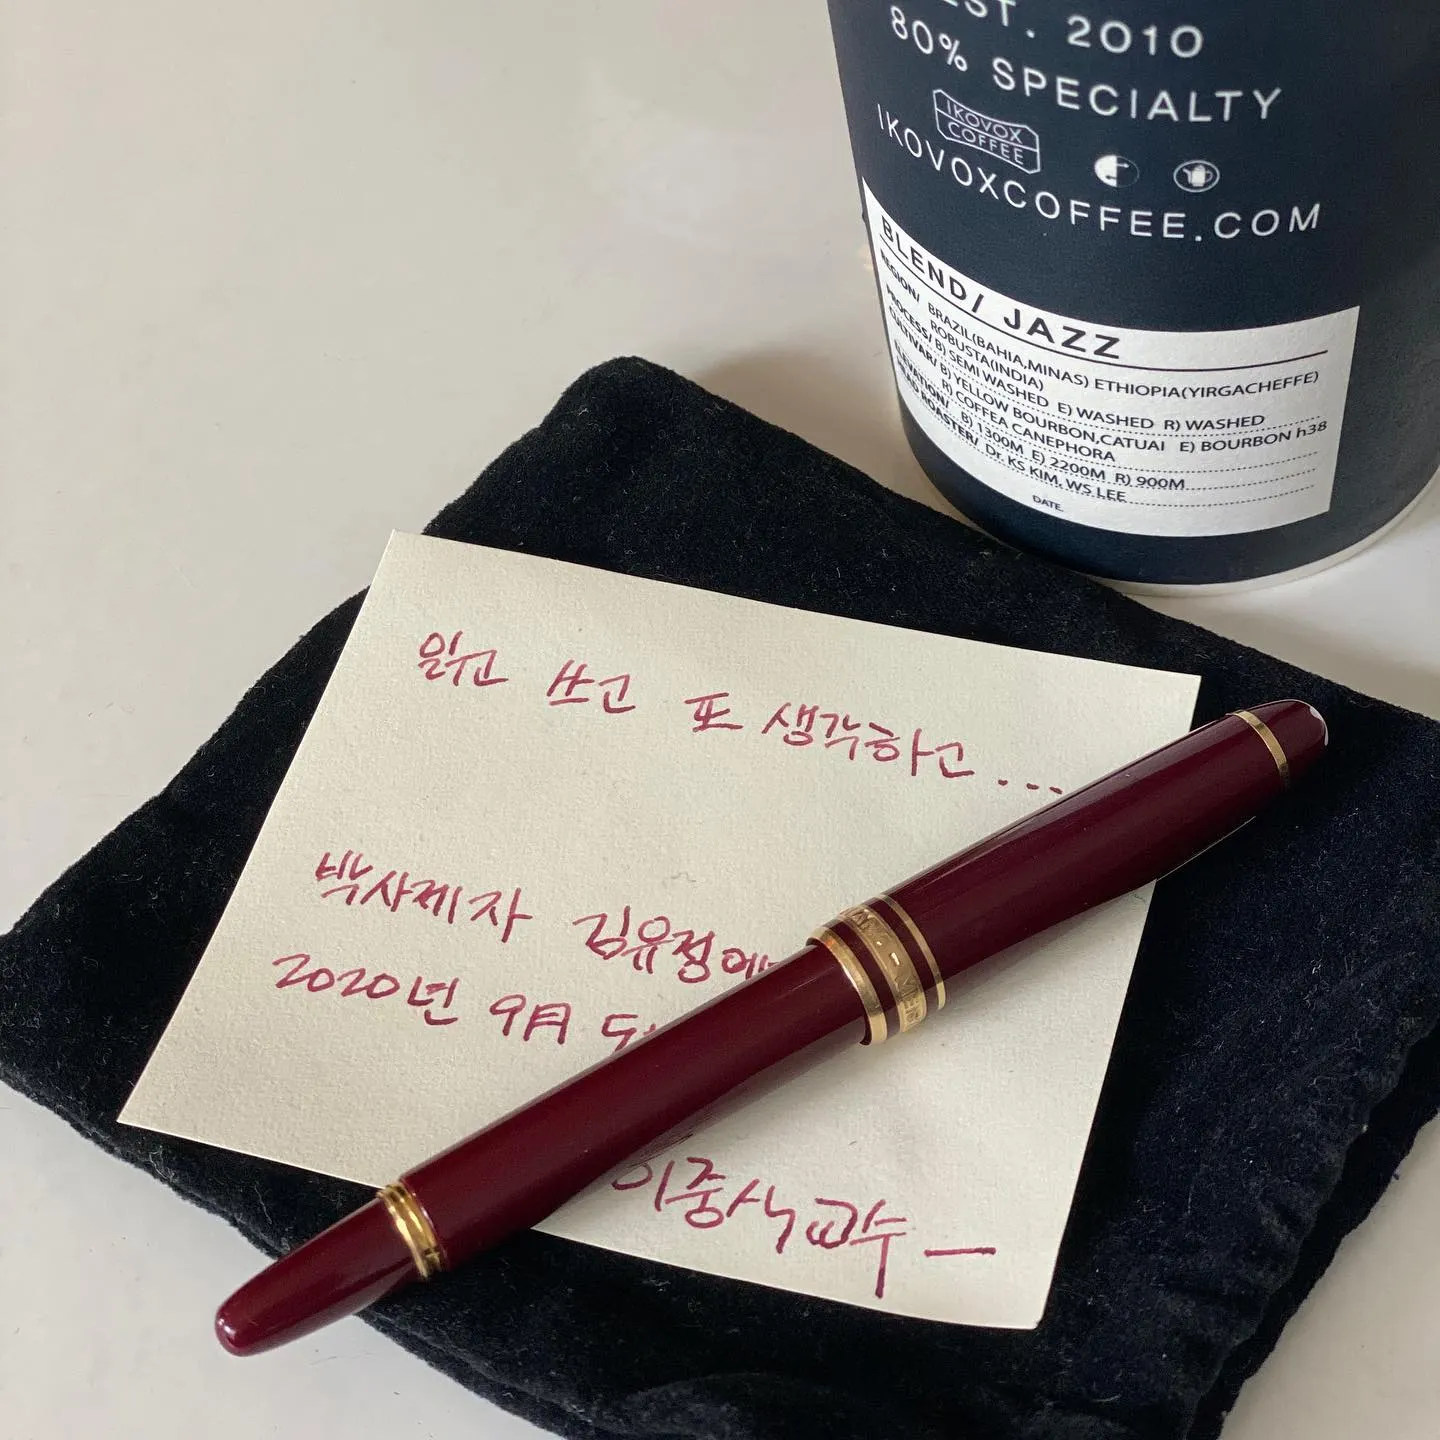 EST. 2010
80% SPECIALTY
IKOVOX
COFFEE
IKOVOXCOFFEE.COM
BLEND/ JAZZ
REGION/ BRAZIL(BAHIA,MINAS) ETHIOPIA(YIRGACHEFFE)
ROBUSTA(INDIA)
PROCESS/ B) SEMI WASHED E) WASHED R) WASHED
CULTIVAR/ B) YELLOW BOURBON,CATUAI E) BOURBON h38
R) COFFEA CANEPHORA
ELEVATION/ B) 1300M E) 2200M R) 900M
HEAD ROASTER/ Dr. KS KIM, WS LEE
DATE.
읽고 쓰고 또 생각하고....
박사제자 김유정에게
2020년 9月
이중식 교수 —